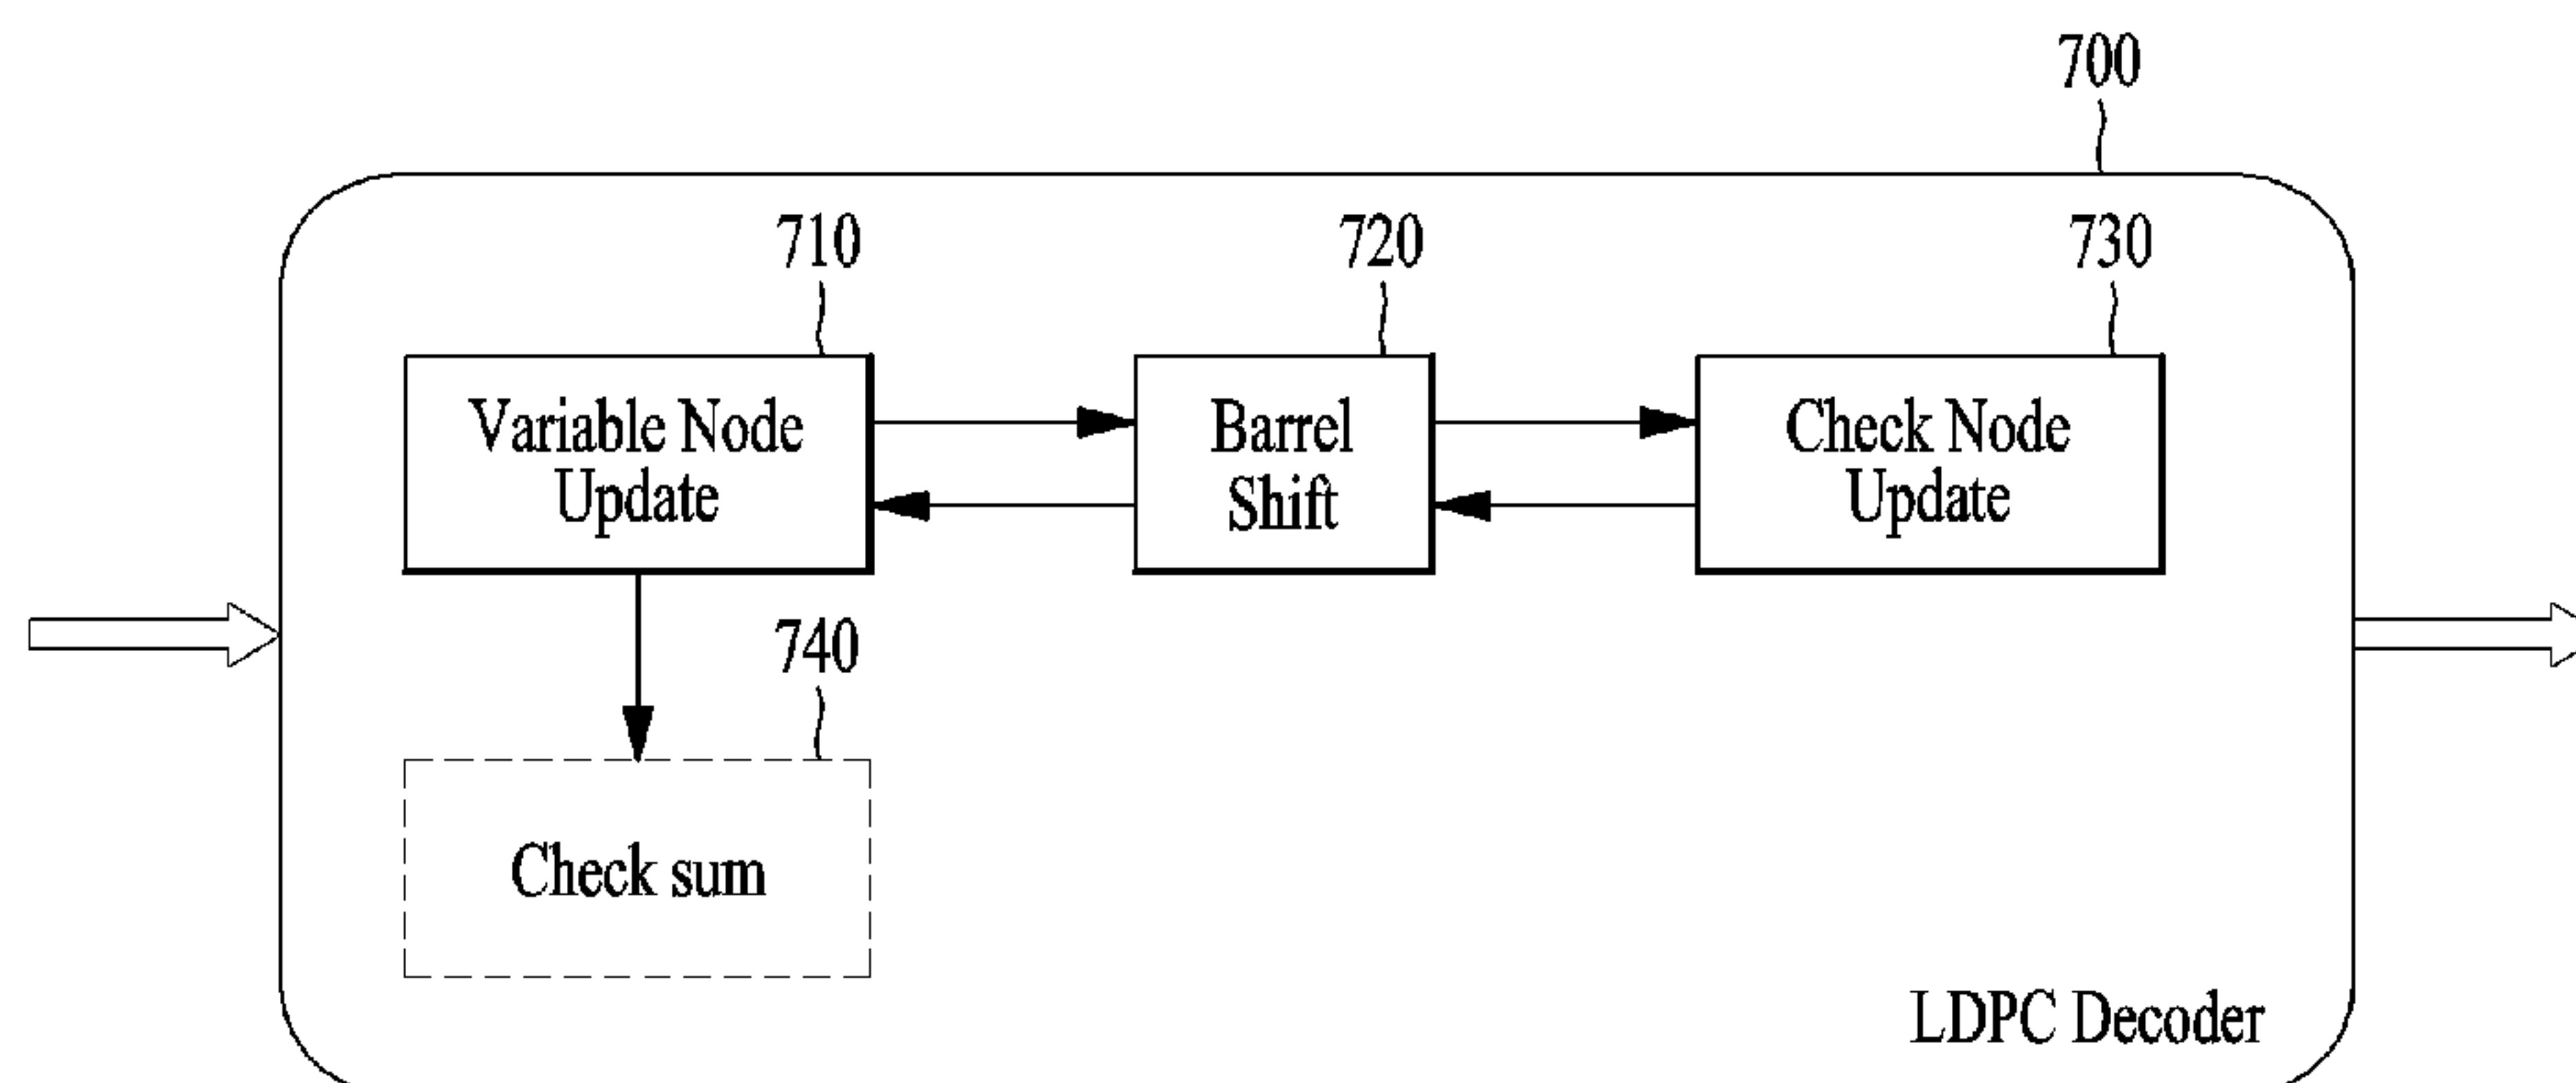 700
710
720
730
Variable Node
Update
Barrel
Shift
Check Node
Update
740
Check sum
LDPC Decoder